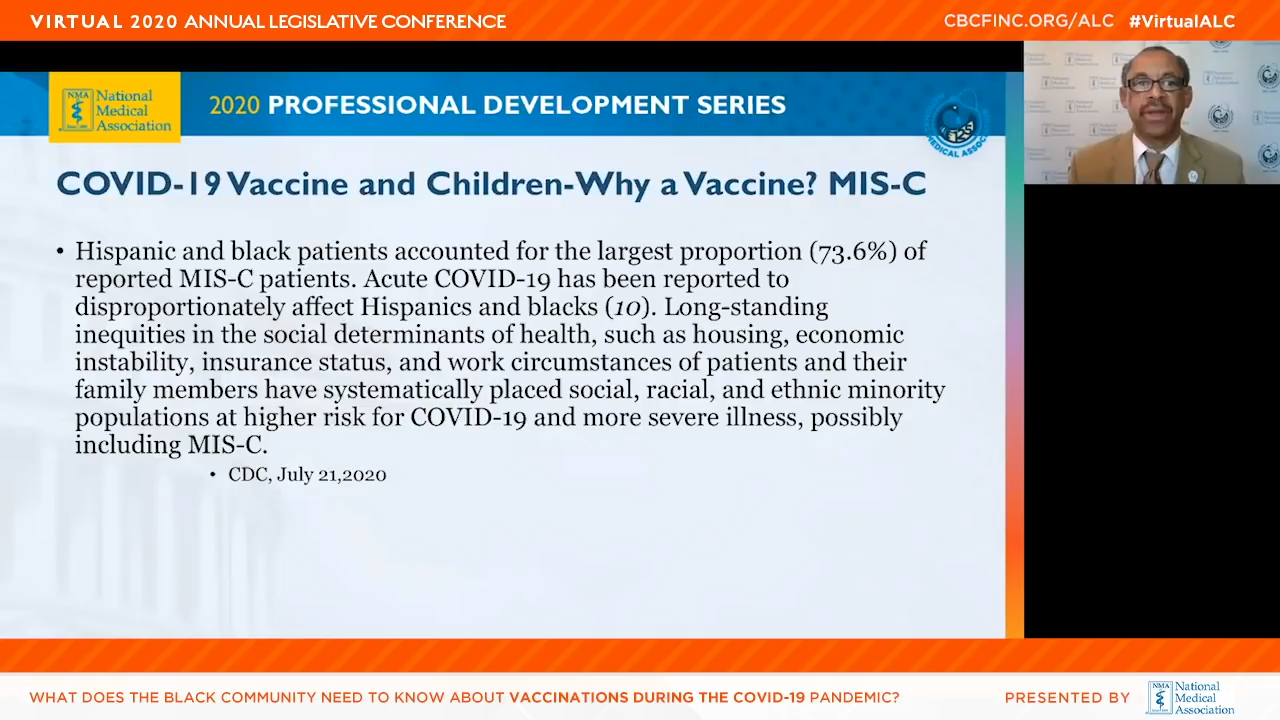 VIRTUAL 2020 ANNUAL LEGISLATIVE CONFERENCE
CBCFINC.ORG/ALC #VirtualALC
NMA
National
Medical
Association
2020 PROFESSIONAL DEVELOPMENT SERIES
COVID-19 Vaccine and Children-Why a Vaccine? MIS-C
• Hispanic and black patients accounted for the largest proportion (73.6%) of
reported MIS-C patients. Acute COVID-19 has been reported to
disproportionately affect Hispanics and blacks (10). Long-standing
inequities in the social determinants of health, such as housing, economic
instability, insurance status, and work circumstances of patients and their
family members have systematically placed social, racial, and ethnic minority
populations at higher risk for COVID-19 and more severe illness, possibly
including MIS-C.
• CDC, July 21,2020
WHAT DOES THE BLACK COMMUNITY NEED TO KNOW ABOUT VACCINATIONS DURING THE COVID-19 PANDEMIC?
PRESENTED BY
NMA
National
Medical
Association